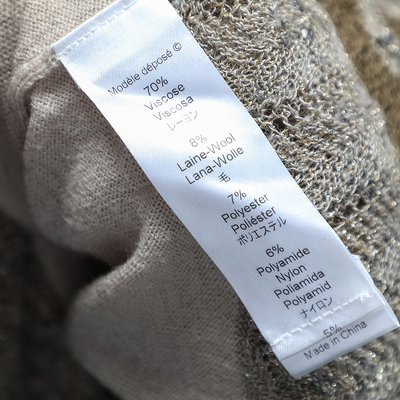 Modèle déposé ©
70%
Viscose
Viscosa
レーヨン
8%
Laine-Wool
Lana-Wolle
毛
7%
Polyester
Poliéster
ポリエステル
6%
Polyamide
Nylon
Poliamida
Polyamid
ナイロン
5%
Made in China